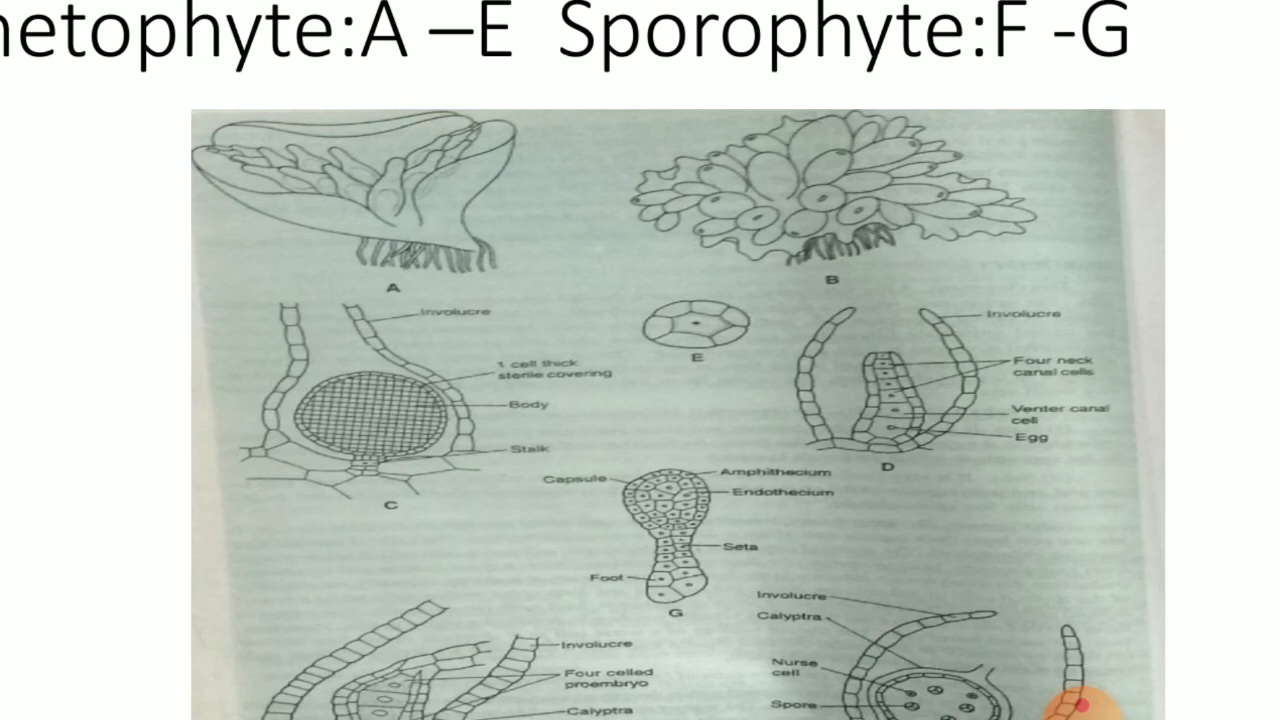 netophyte:A –E Sporophyte:F -G
A
B
Involucre
1 cell thick
sterile covering
Body
Stalk
C
E
Involucre
Four neck
canal cells
Venter canal
cell
Egg
D
Capsule
Amphithecium
Endothecium
Seta
Foot
G
Involucre
Four celled
proembryo
Calyptra
Involucre
Calyptra
Nurse
cell
Spore